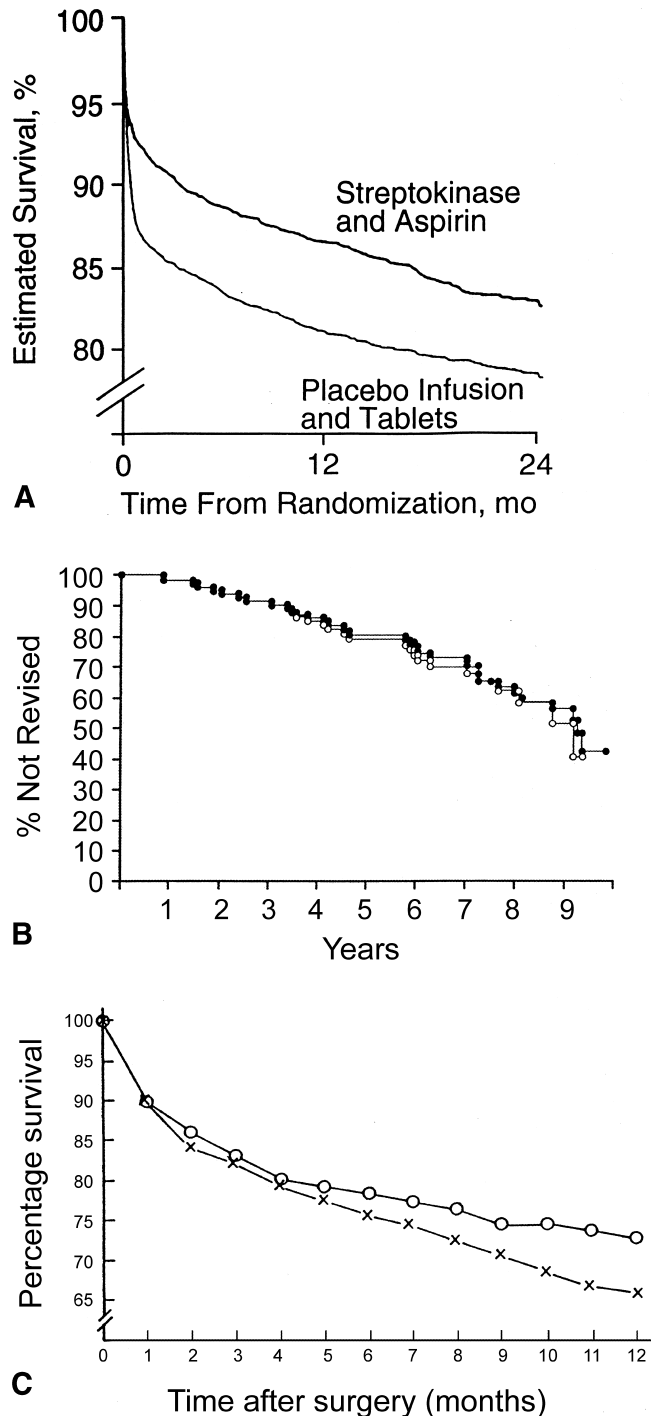 100
95
90
85
80
Estimated Survival, %
Streptokinase
and Aspirin
Placebo Infusion
and Tablets
0 12 24
Time From Randomization, mo
A
100
90
80
70
60
50
40
30
20
10
0
% Not Revised
1 2 3 4 5 6 7 8 9
Years
B
100
95
90
85
80
75
70
65
Percentage survival
0 1 2 3 4 5 6 7 8 9 10 11 12
Time after surgery (months)
C